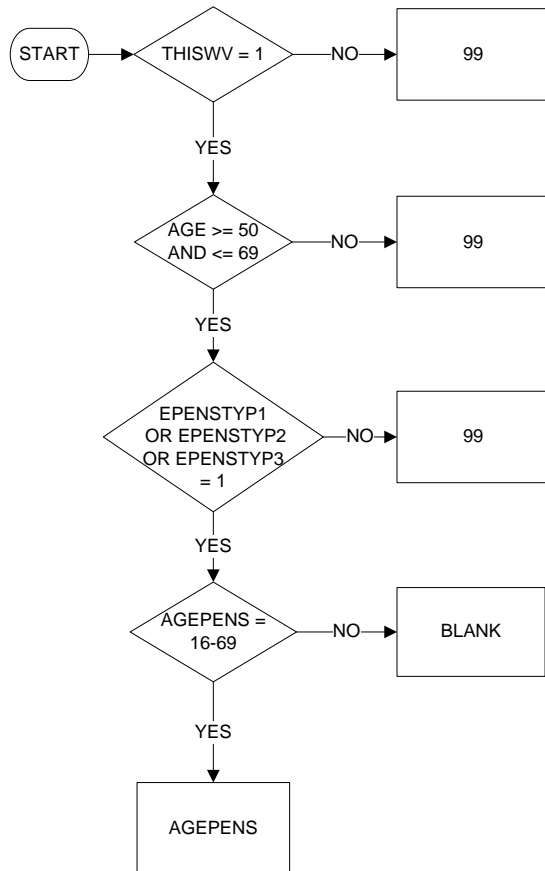 START
THISWV = 1
NO
99
YES
AGE >= 50
AND <= 69
NO
99
YES
EPENSTYP1
OR EPENSTYP2
OR EPENSTYP3
= 1
NO
99
YES
AGEPENS =
16-69
NO
BLANK
YES
AGEPENS